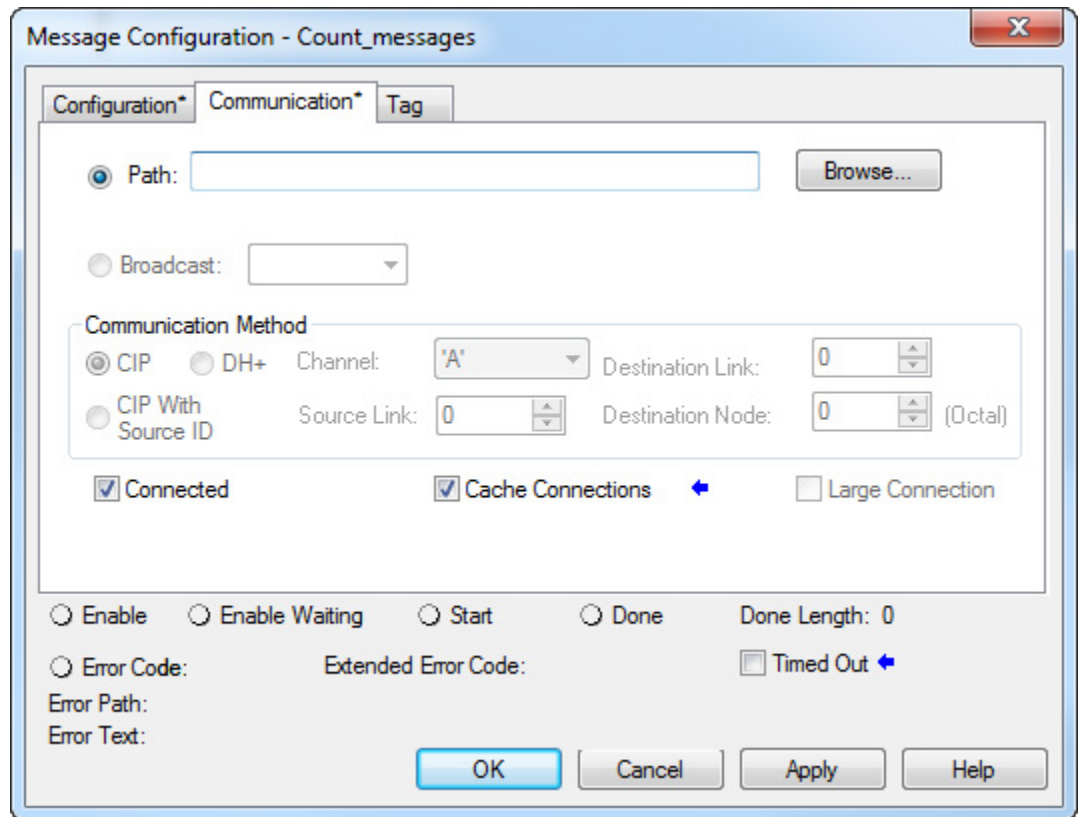 Message Configuration - Count_messages
Configuration* Communication* Tag
Path: Browse...
Broadcast:
Communication Method
CIP DH+ Channel: 'A' Destination Link: 0
CIP With
Source ID Source Link: 0 Destination Node: 0 (Octal)
Connected Cache Connections Large Connection
Enable Enable Waiting Start Done Done Length: 0
Error Code: Extended Error Code: Timed Out
Error Path:
Error Text:
OK Cancel Apply Help